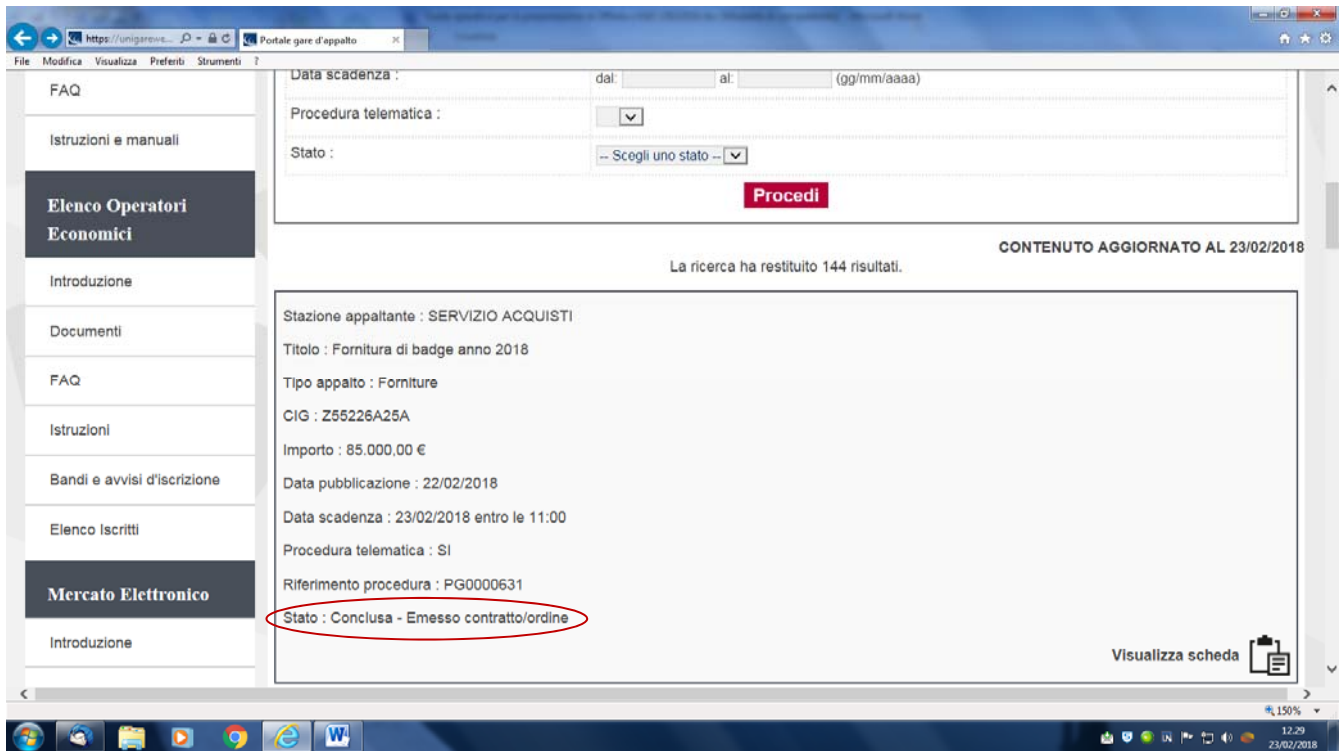 https://unigarewe...
Portale gare d'appalto
File Modifica Visualizza Preferiti Strumenti ?
FAQ
Istruzioni e manuali
Elenco Operatori
Economici
Introduzione
Documenti
FAQ
Istruzioni
Bandi e avvisi d'iscrizione
Elenco Iscritti
Mercato Elettronico
Introduzione
Data scadenza : dal: al: (gg/mm/aaaa)
Procedura telematica :
Stato : -- Scegli uno stato --
Procedi
CONTENUTO AGGIORNATO AL 23/02/2018
La ricerca ha restituito 144 risultati.
Stazione appaltante : SERVIZIO ACQUISTI
Titolo : Fornitura di badge anno 2018
Tipo appalto : Forniture
CIG : Z55226A25A
Importo : 85.000,00 €
Data pubblicazione : 22/02/2018
Data scadenza : 23/02/2018 entro le 11:00
Procedura telematica : SI
Riferimento procedura : PG0000631
Stato : Conclusa - Emesso contratto/ordine
Visualizza scheda
150%
12.29
23/02/2018